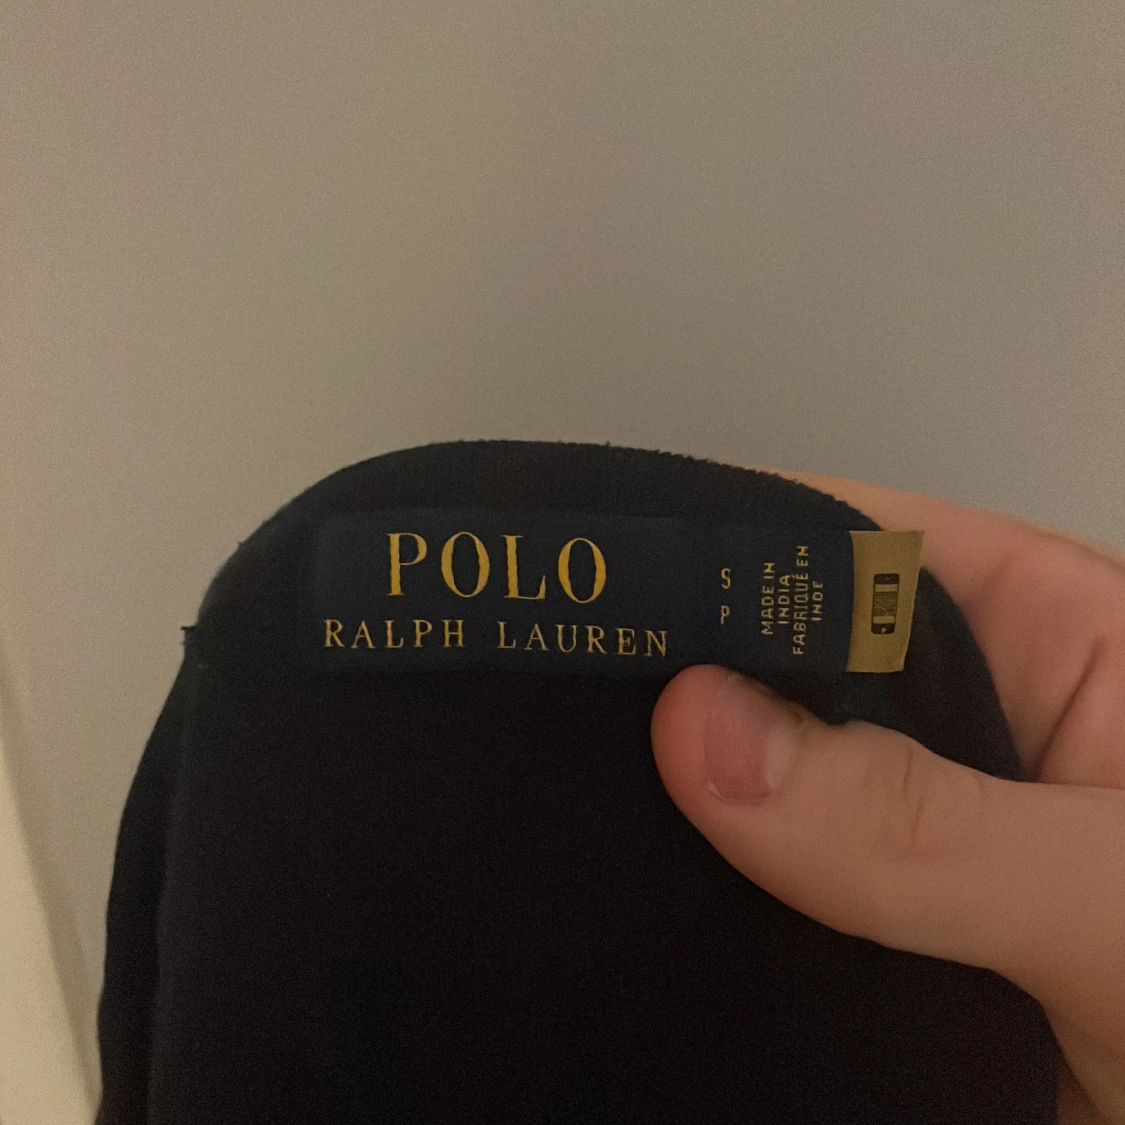 POLO
RALPH LAUREN
S
P
MADE IN
INDIA
FABRIQUÉ EN
INDE